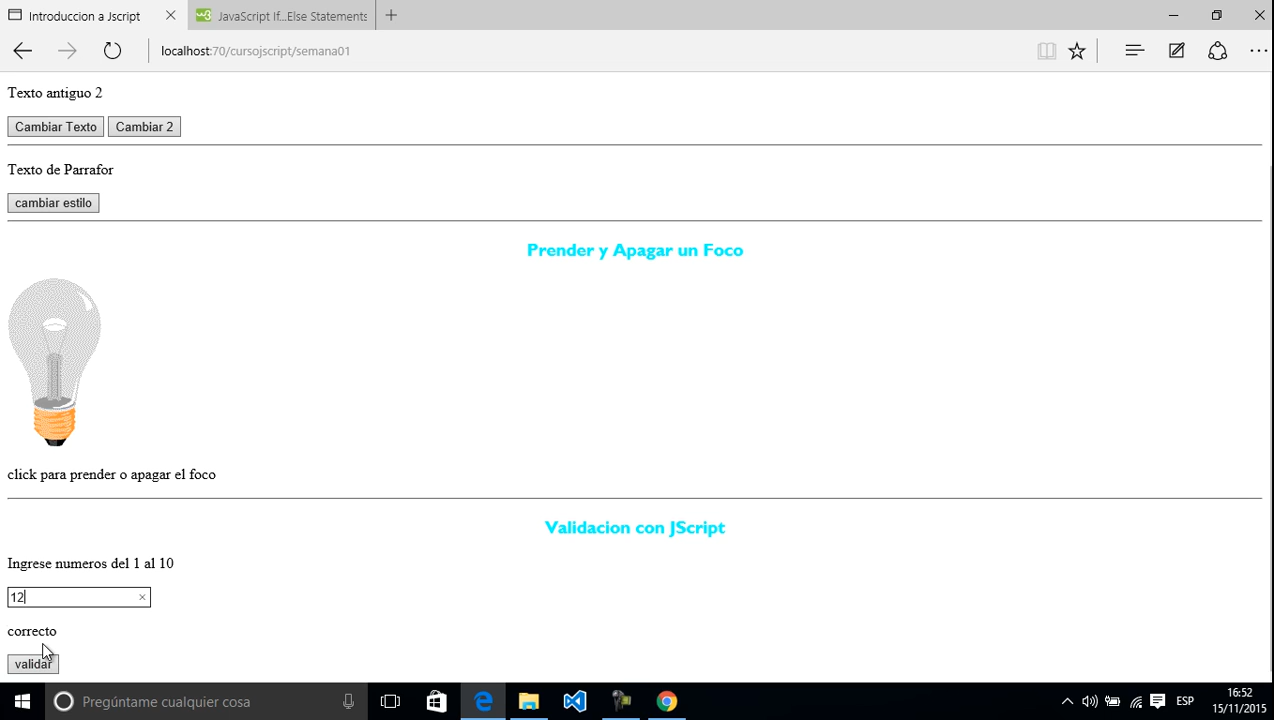 Introduccion a Jscript
JavaScript If...Else Statements
localhost:70/cursojscript/semana01
Texto antiguo 2
Cambiar Texto Cambiar 2
Texto de Parrafor
cambiar estilo
Prender y Apagar un Foco
click para prender o apagar el foco
Validacion con JScript
Ingrese numeros del 1 al 10
12
correcto
validar
Pregúntame cualquier cosa
ESP
16:52
15/11/2015